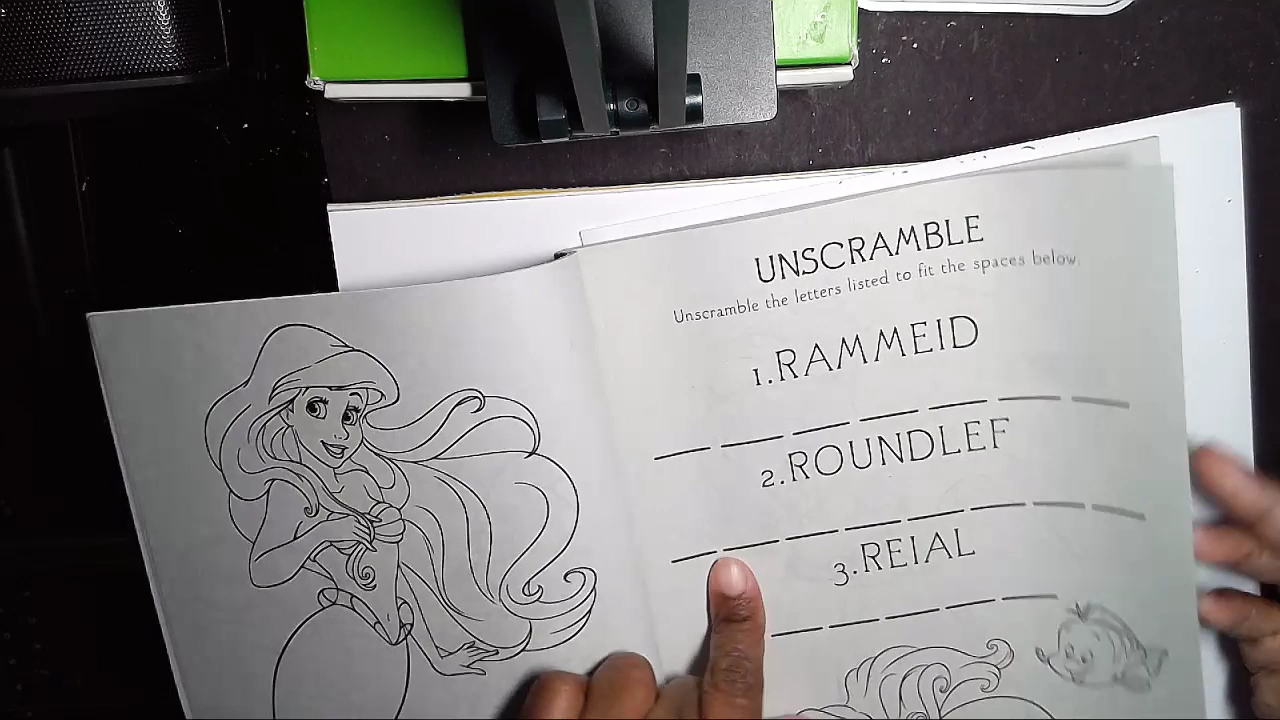 UNSCRAMBLE
Unscramble the letters listed to fit the spaces below.
1.RAMMEID
2.ROUNDLEF
3.REIAL